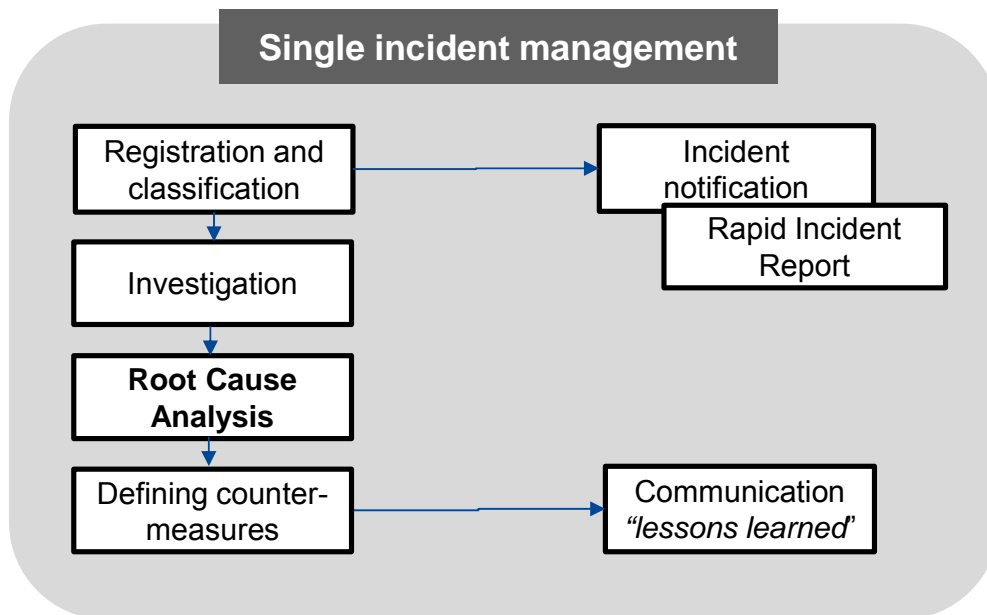 Single incident management
Registration and
classification
Incident
notification
Rapid Incident
Report
Investigation
Root Cause
Analysis
Defining counter-
measures
Communication
“lessons learned”